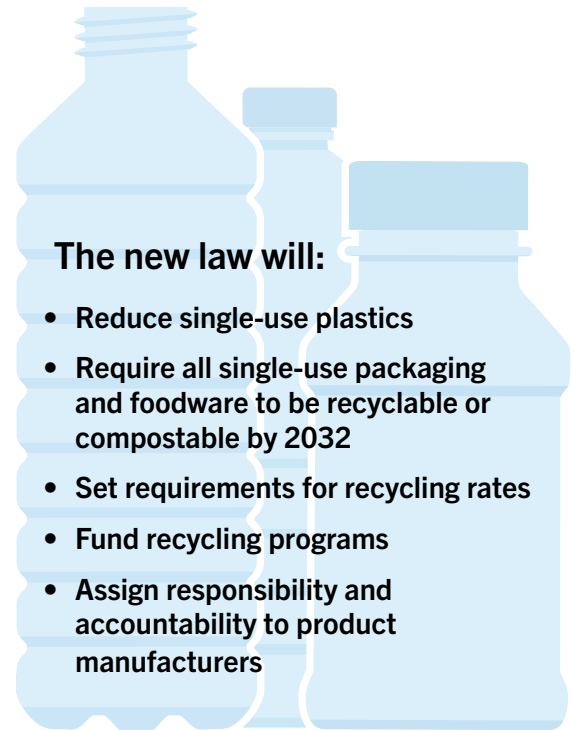 The new law will:
• Reduce single-use plastics
• Require all single-use packaging
and foodware to be recyclable or
compostable by 2032
• Set requirements for recycling rates
• Fund recycling programs
• Assign responsibility and
accountability to product
manufacturers